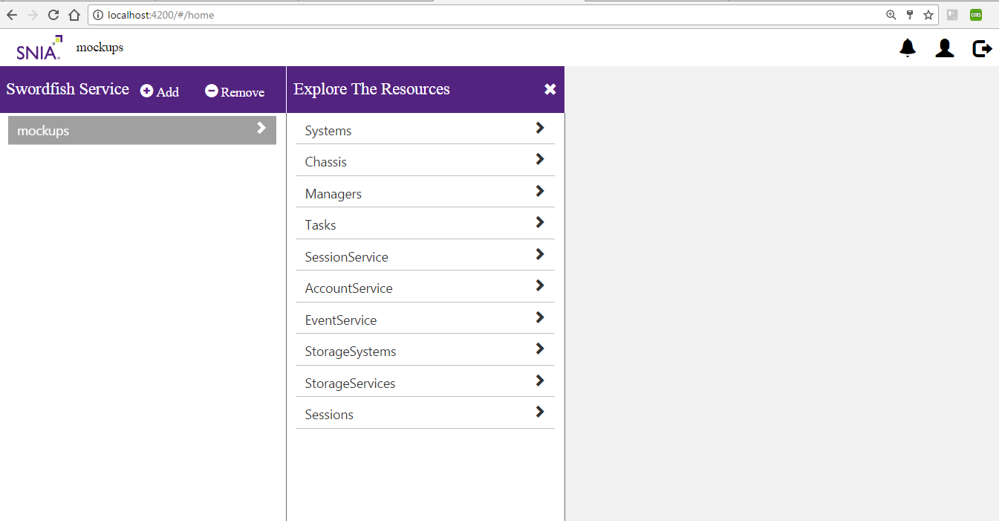 localhost:4200/#/home
CORS
SNIA.
mockups
Swordfish Service Add Remove
Explore The Resources
mockups
Systems
Chassis
Managers
Tasks
SessionService
AccountService
EventService
StorageSystems
StorageServices
Sessions